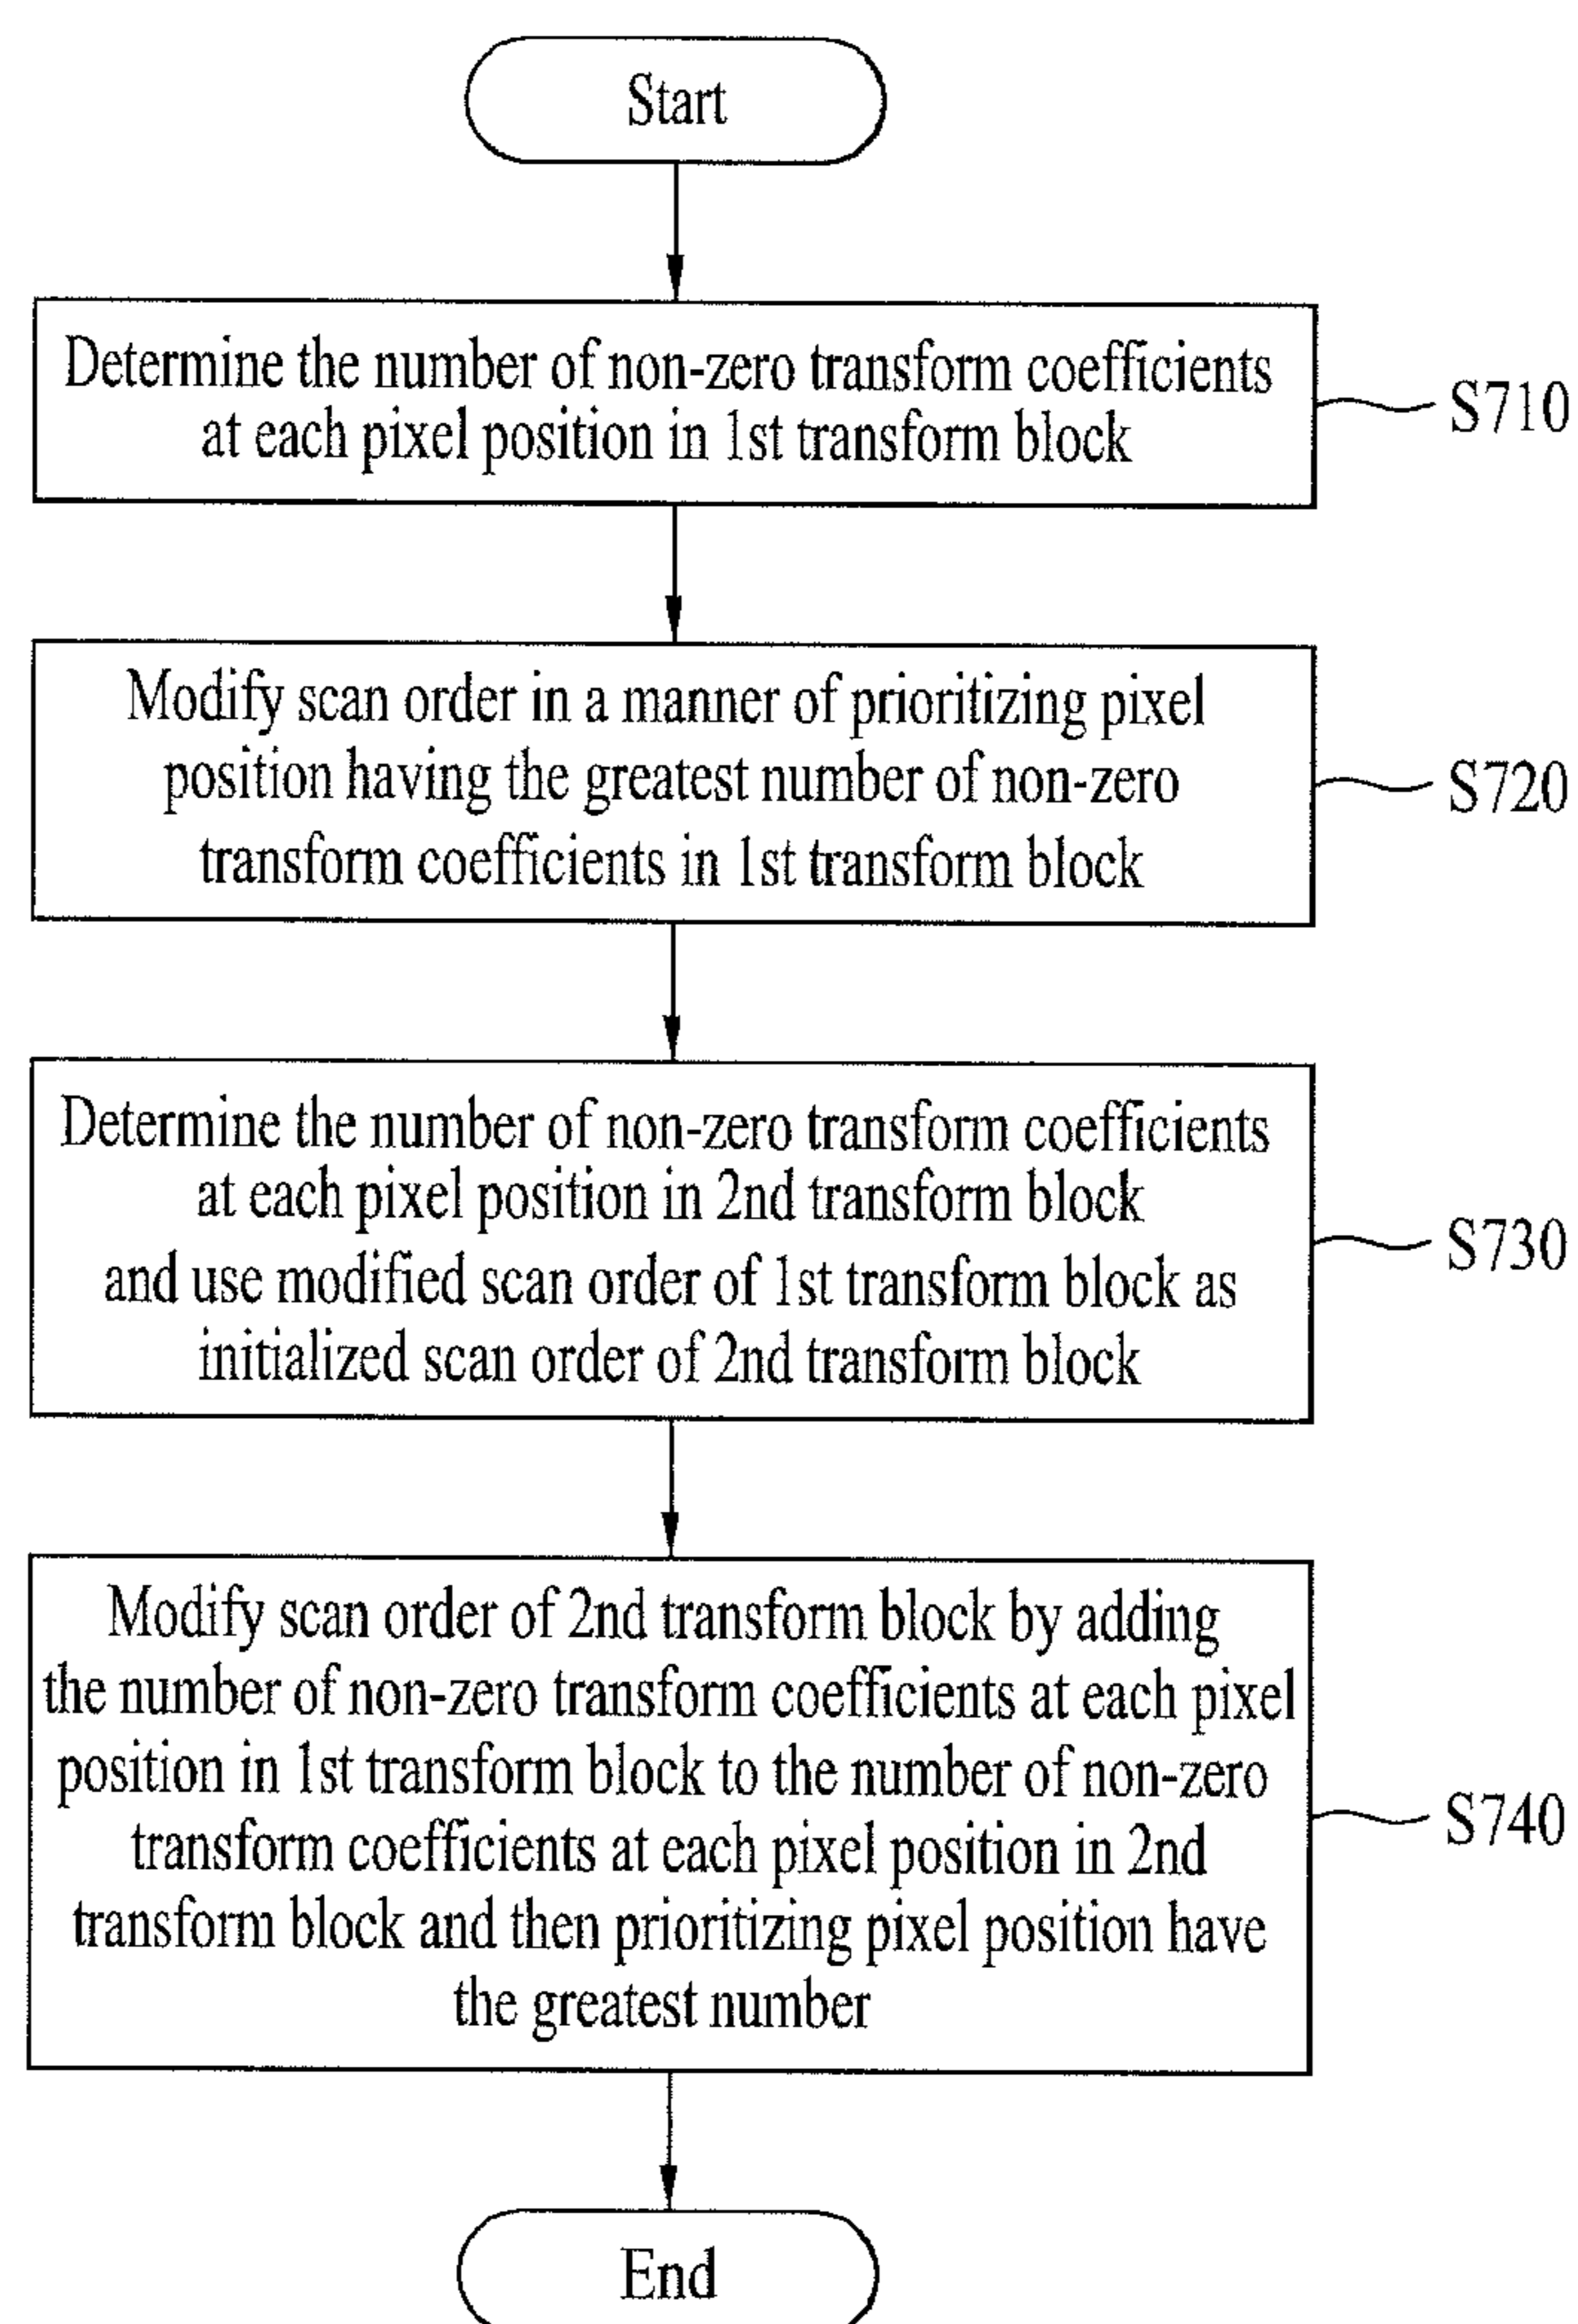 Start
Determine the number of non-zero transform coefficients
at each pixel position in 1st transform block
S710
Modify scan order in a manner of prioritizing pixel
position having the greatest number of non-zero
transform coefficients in 1st transform block
S720
Determine the number of non-zero transform coefficients
at each pixel position in 2nd transform block
and use modified scan order of 1st transform block as
initialized scan order of 2nd transform block
S730
Modify scan order of 2nd transform block by adding
the number of non-zero transform coefficients at each pixel
position in 1st transform block to the number of non-zero
transform coefficients at each pixel position in 2nd
transform block and then prioritizing pixel position have
the greatest number
S740
End